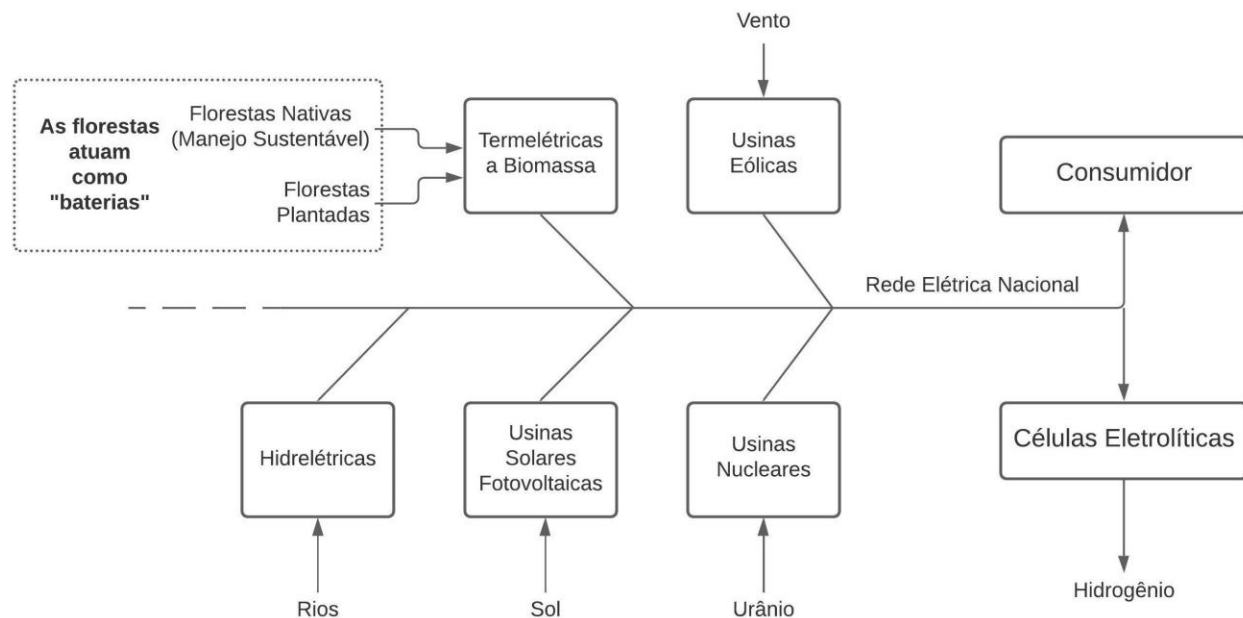 Vento
As florestas
atuam
como
"baterias"
Florestas Nativas
(Manejo Sustentável)
Florestas
Plantadas
Termelétricas
a Biomassa
Usinas
Eólicas
Consumidor
Rede Elétrica Nacional
Hidrelétricas
Usinas
Solares
Fotovoltaicas
Usinas
Nucleares
Células Eletrolíticas
Rios
Sol
Urânio
Hidrogênio